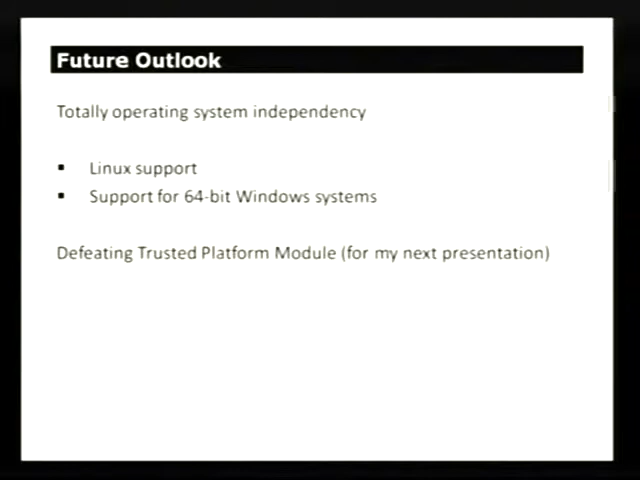 Future Outlook
Totally operating system independency
▪ Linux support
▪ Support for 64-bit Windows systems
Defeating Trusted Platform Module (for my next presentation)